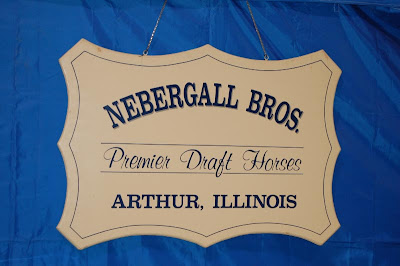 NEBERGALL BROS.
Premier Draft Horses
ARTHUR, ILLINOIS